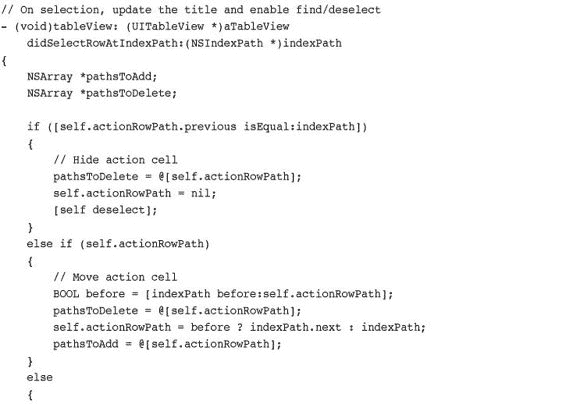 // On selection, update the title and enable find/deselect
- (void)tableView: (UITableView *)aTableView
    didSelectRowAtIndexPath:(NSIndexPath *)indexPath
{
    NSArray *pathsToAdd;
    NSArray *pathsToDelete;

    if ([self.actionRowPath.previous isEqual:indexPath])
    {
        // Hide action cell
        pathsToDelete = @[self.actionRowPath];
        self.actionRowPath = nil;
        [self deselect];
    }
    else if (self.actionRowPath)
    {
        // Move action cell
        BOOL before = [indexPath before:self.actionRowPath];
        pathsToDelete = @[self.actionRowPath];
        self.actionRowPath = before ? indexPath.next : indexPath;
        pathsToAdd = @[self.actionRowPath];
    }
    else
    {